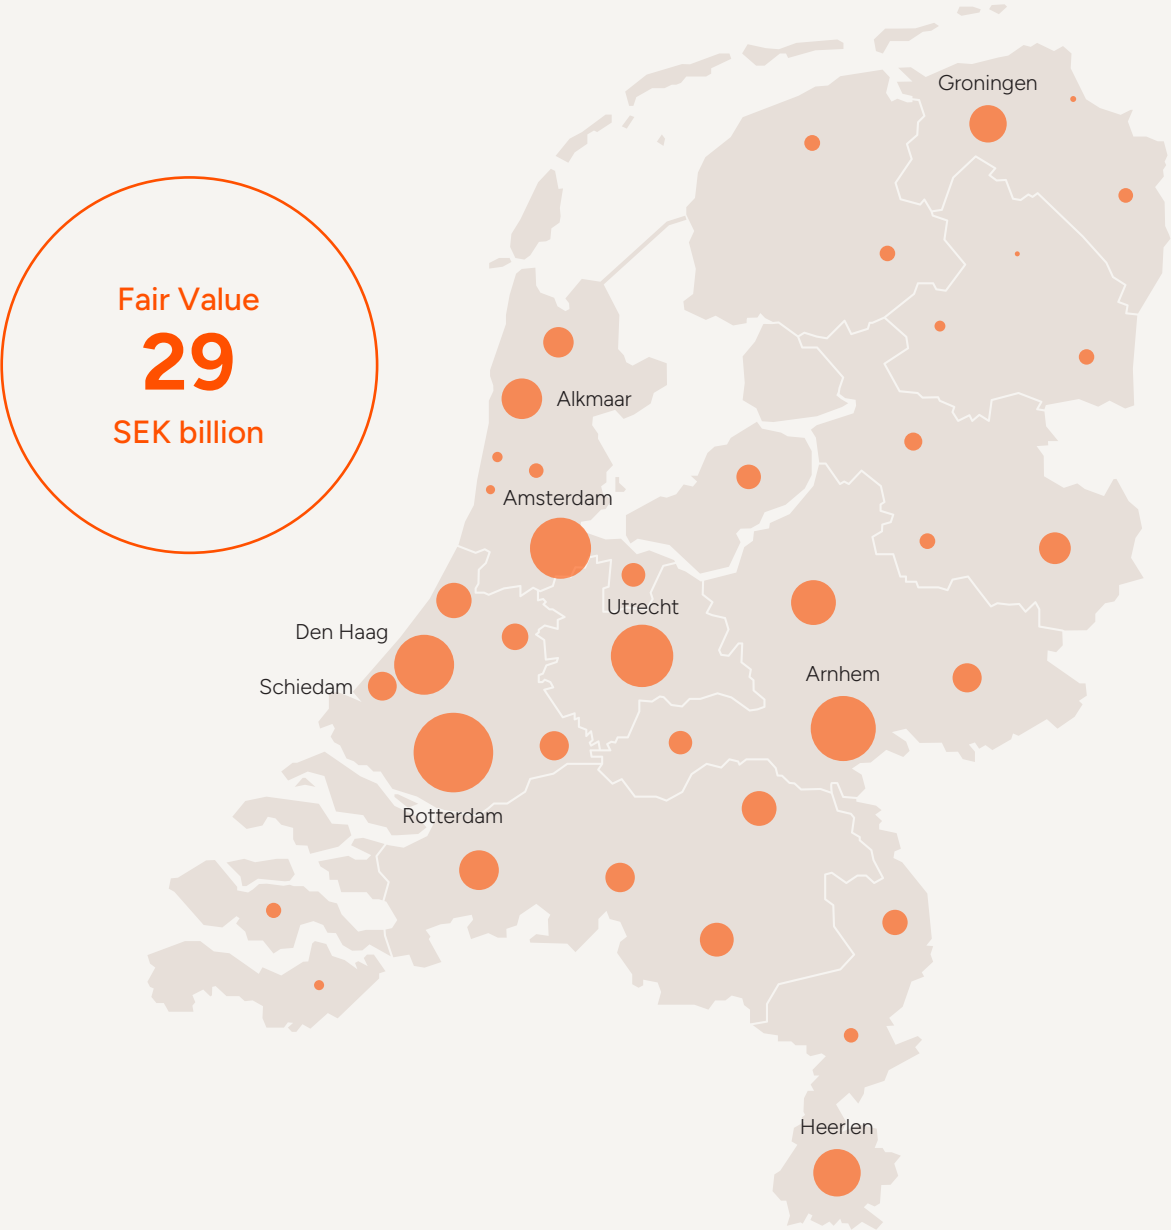 Groningen
Fair Value
29
SEK billion
Alkmaar
Amsterdam
Utrecht
Den Haag
Schiedam
Arnhem
Rotterdam
Heerlen